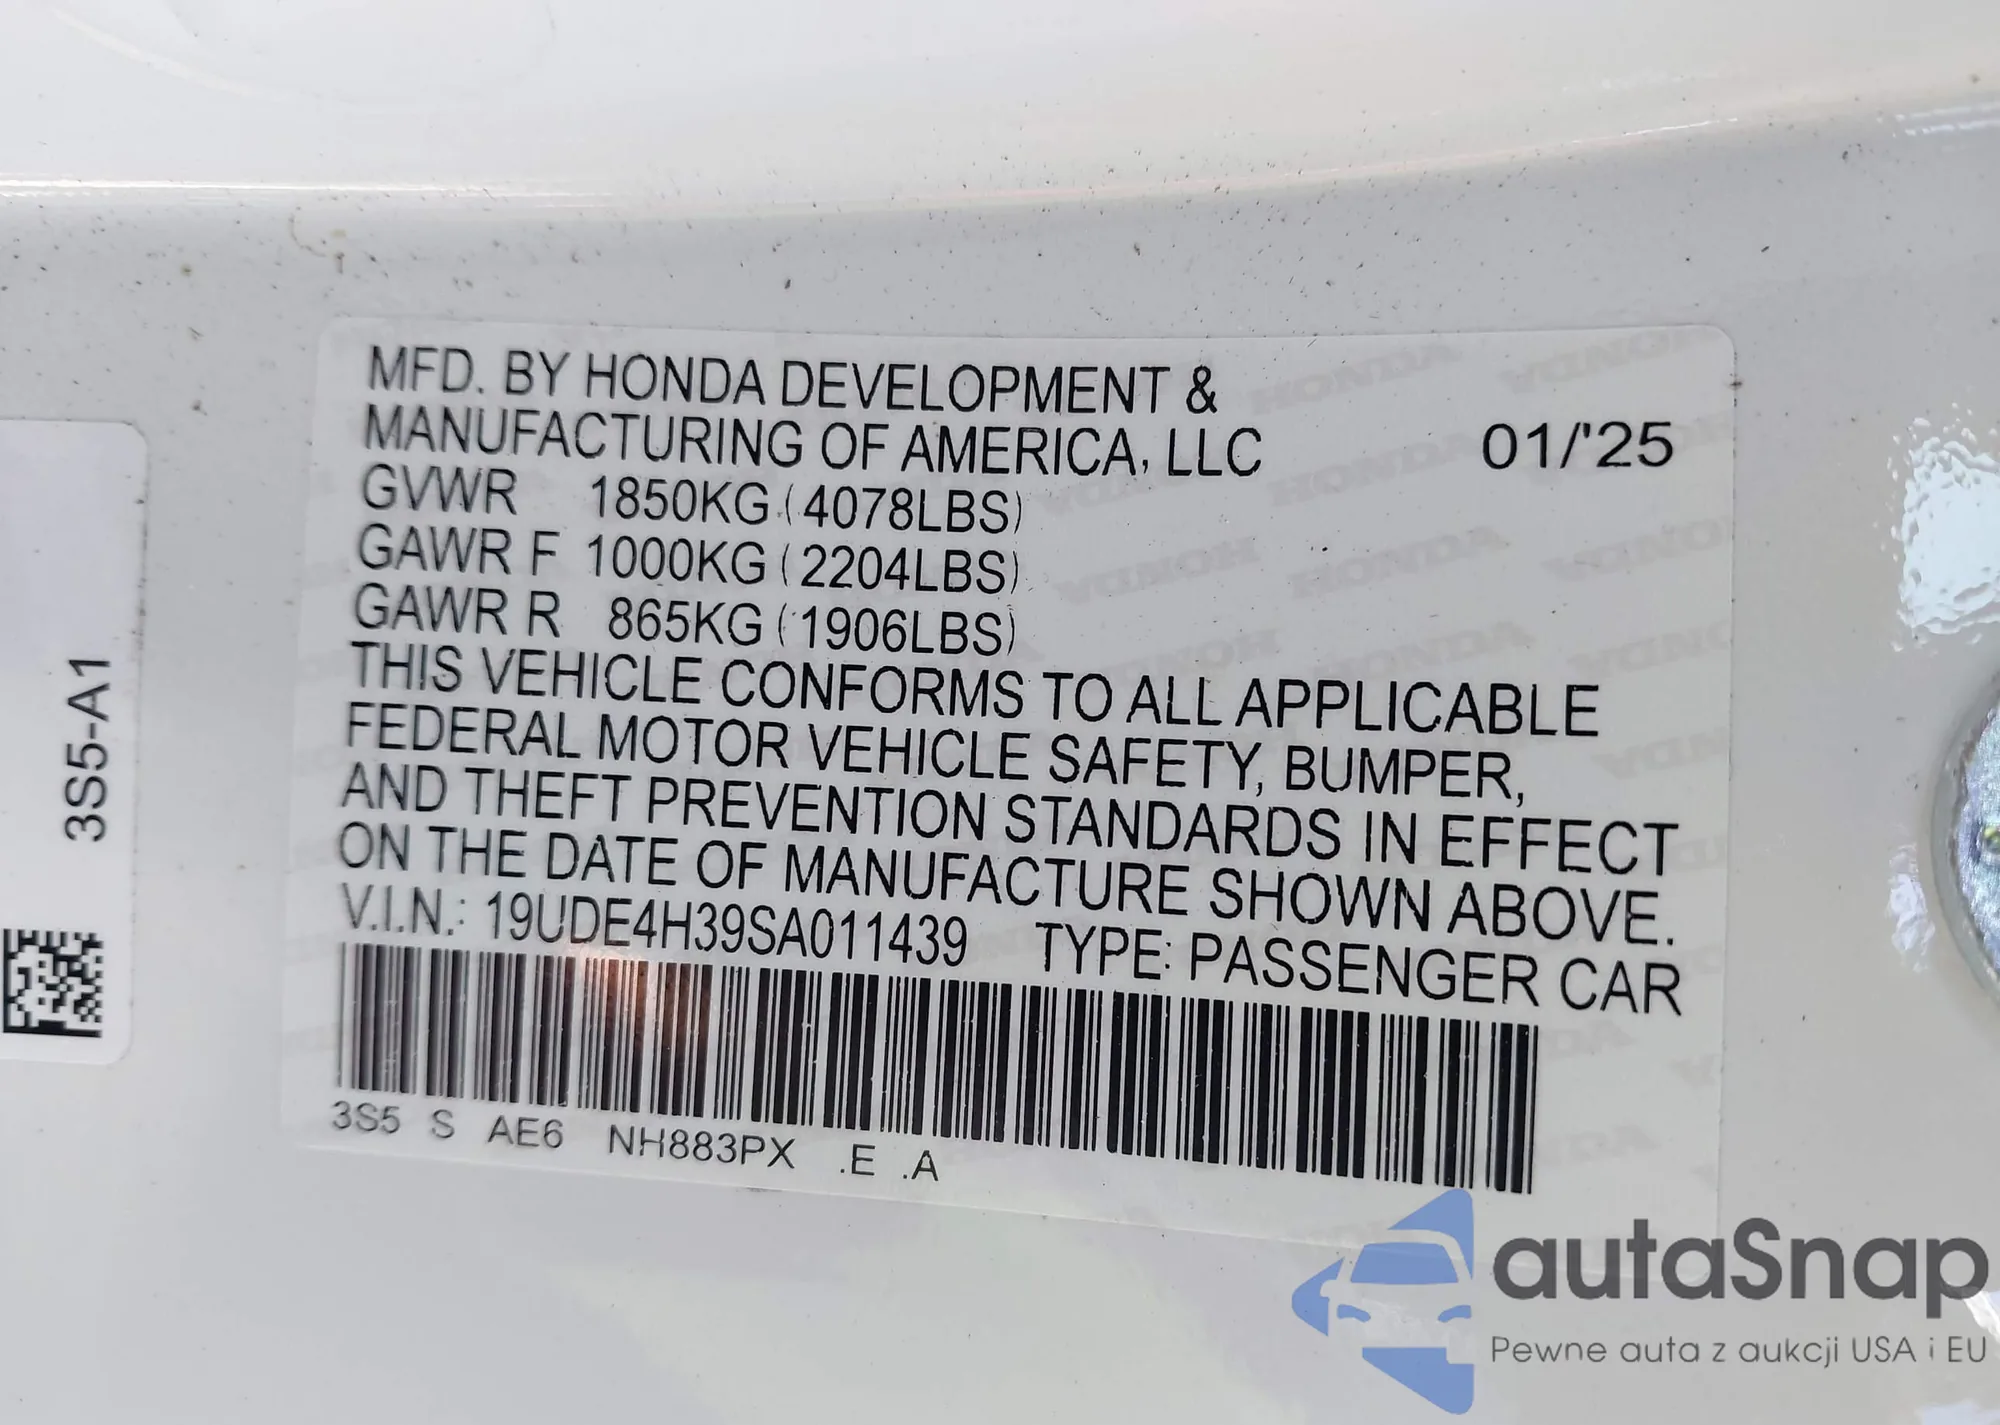 MFD. BY HONDA DEVELOPMENT &
MANUFACTURING OF AMERICA, LLC 01/'25
GVWR 1850KG (4078LBS)
GAWR F 1000KG (2204LBS)
GAWR R 865KG (1906LBS)
THIS VEHICLE CONFORMS TO ALL APPLICABLE
FEDERAL MOTOR VEHICLE SAFETY, BUMPER,
AND THEFT PREVENTION STANDARDS IN EFFECT
ON THE DATE OF MANUFACTURE SHOWN ABOVE.
V.I.N.: 19UDE4H39SA011439 TYPE: PASSENGER CAR
3S5 S AE6 NH883PX .E .A
3S5-A1
autaSnap
Pewne auta z aukcji USA i EU